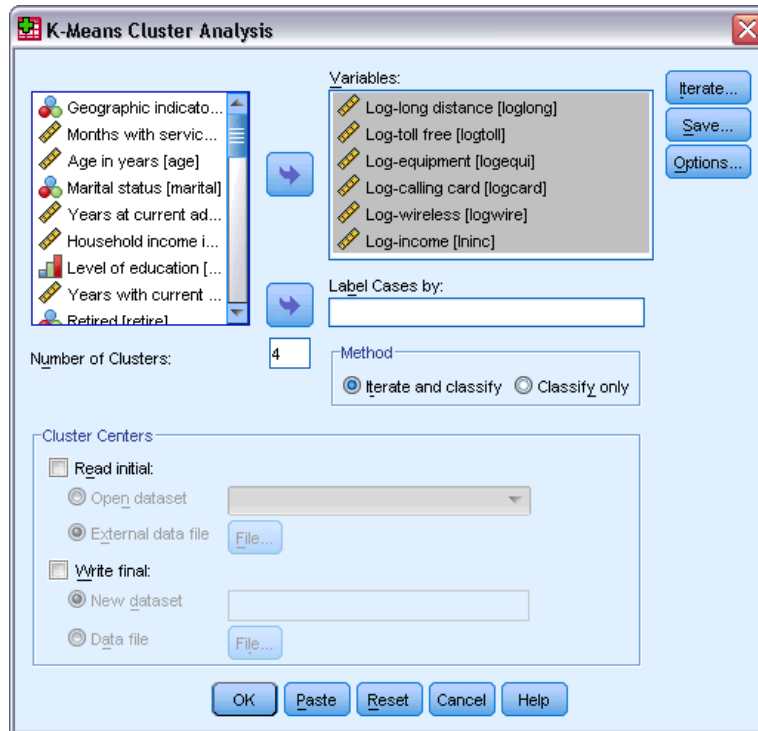 K-Means Cluster Analysis
Geographic indicato...
Months with servic...
Age in years [age]
Marital status [marital]
Years at current ad...
Household income i...
Level of education [...
Years with current ...
Retired [retire]
Variables:
Log-long distance [loglong]
Log-toll free [logtoll]
Log-equipment [logequi]
Log-calling card [logcard]
Log-wireless [logwire]
Log-income [lninc]
Iterate...
Save...
Options...
Label Cases by:
Number of Clusters:
4
Method
Iterate and classify
Classify only
Cluster Centers
Read initial:
Open dataset
External data file
File...
Write final:
New dataset
Data file
File...
OK
Paste
Reset
Cancel
Help